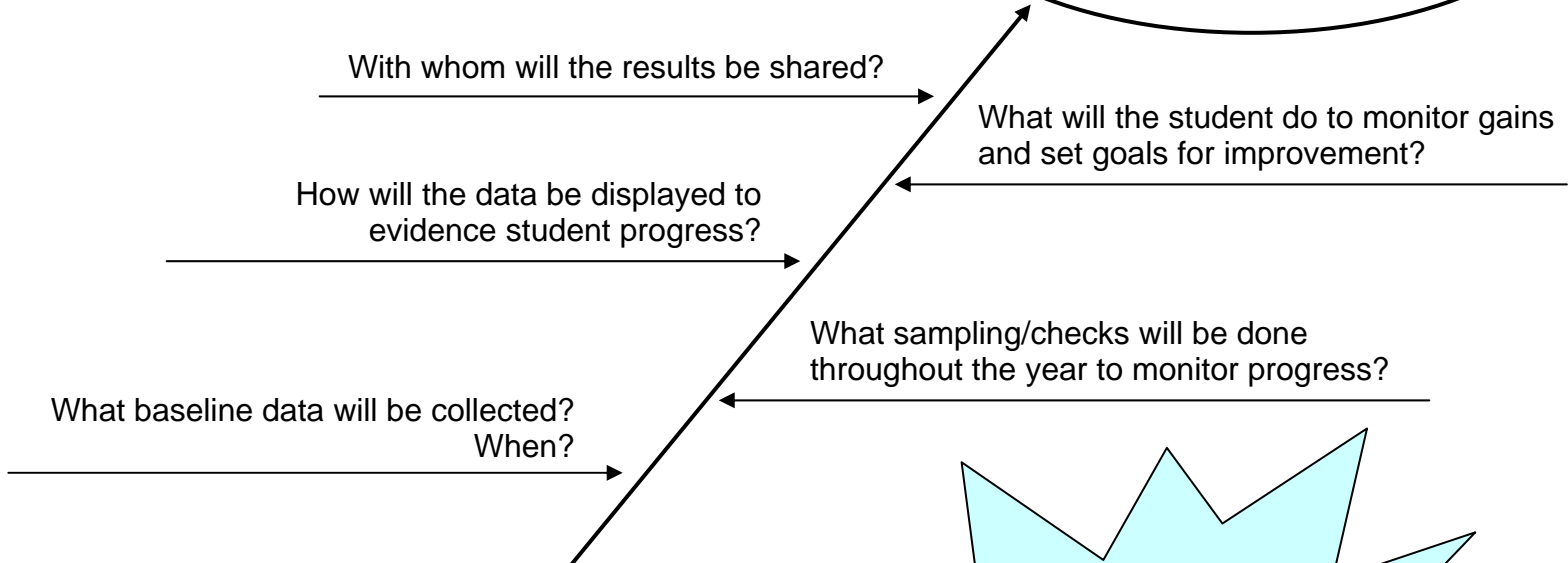 With whom will the results be shared?
What will the student do to monitor gains
and set goals for improvement?
How will the data be displayed to
evidence student progress?
What sampling/checks will be done
throughout the year to monitor progress?
What baseline data will be collected?
When?